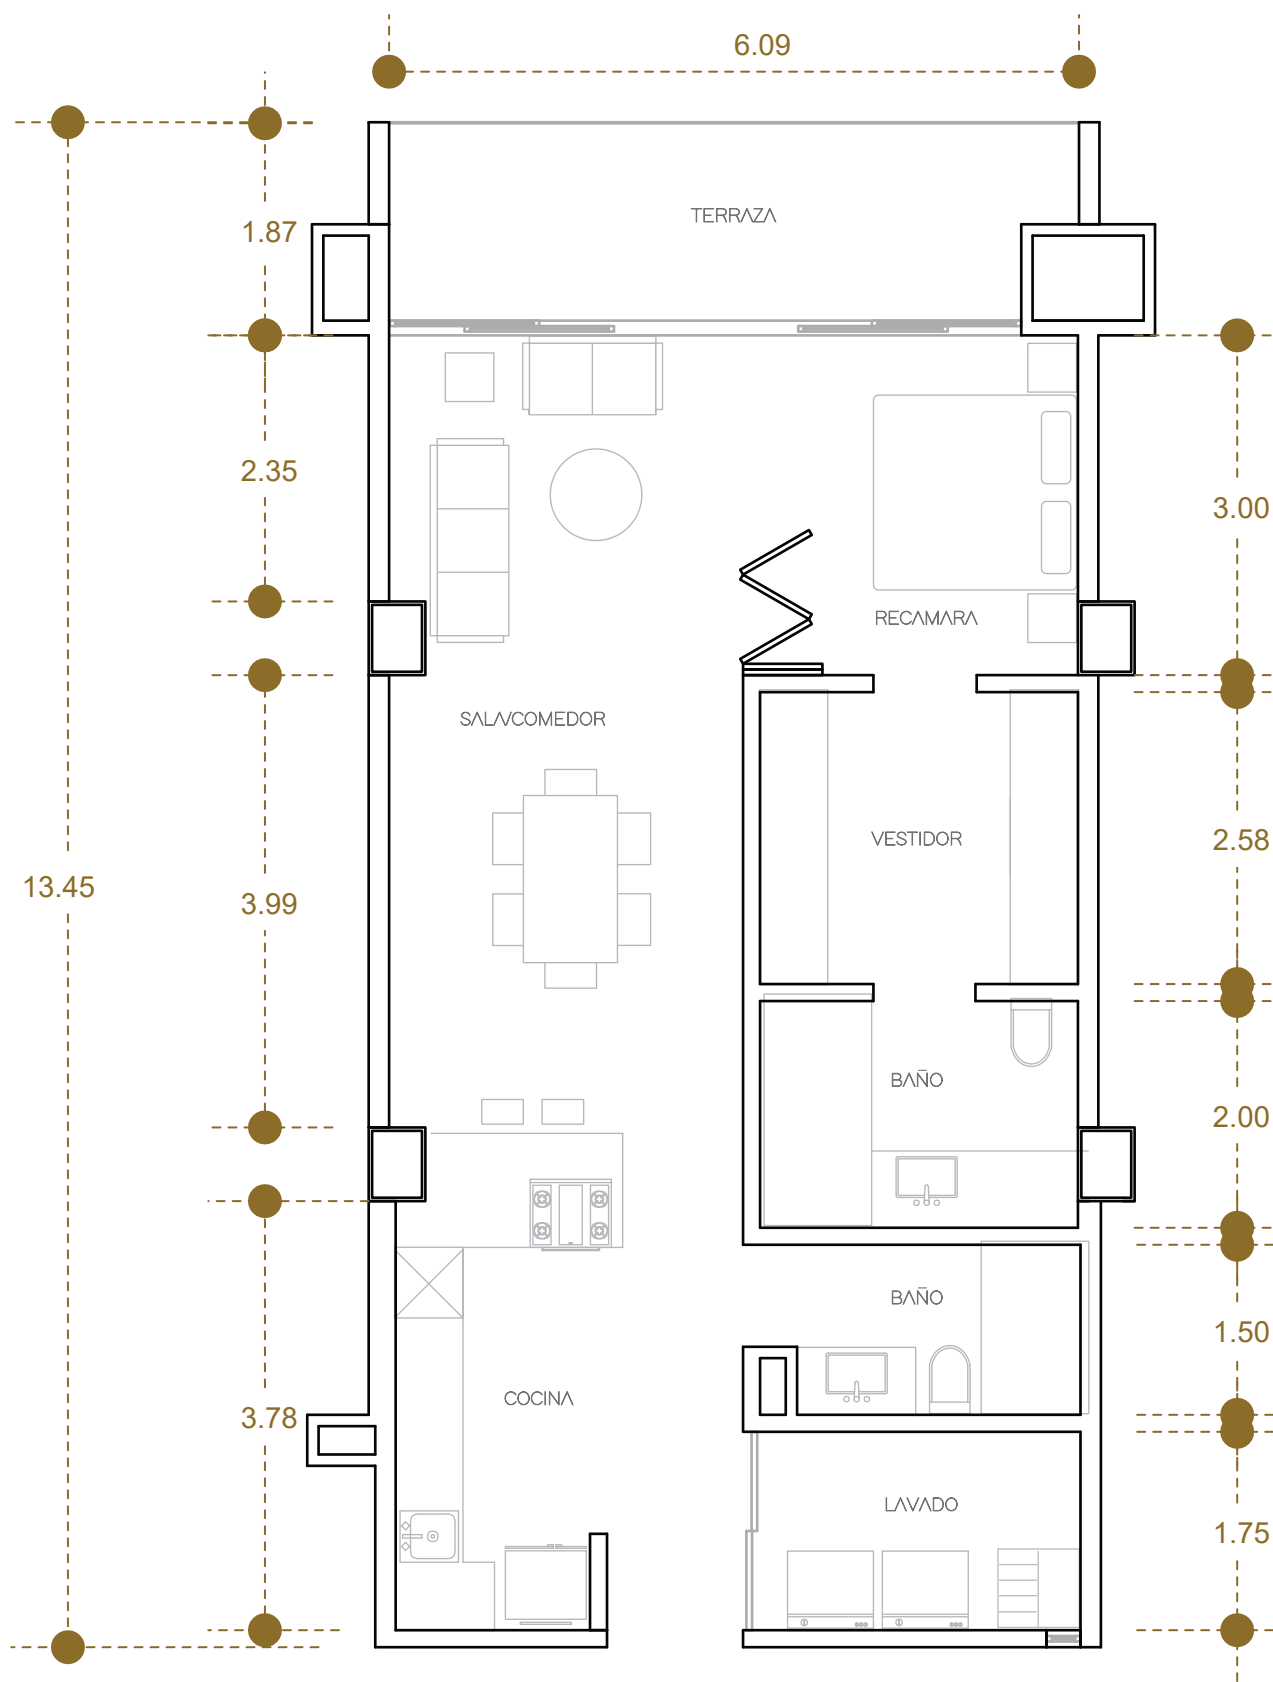 6.09
TERRAZA
1.87
2.35
3.00
RECAMARA
SALA/COMEDOR
VESTIDOR
2.58
13.45
3.99
BAÑO
2.00
BAÑO
1.50
COCINA
3.78
LAVADO
1.75